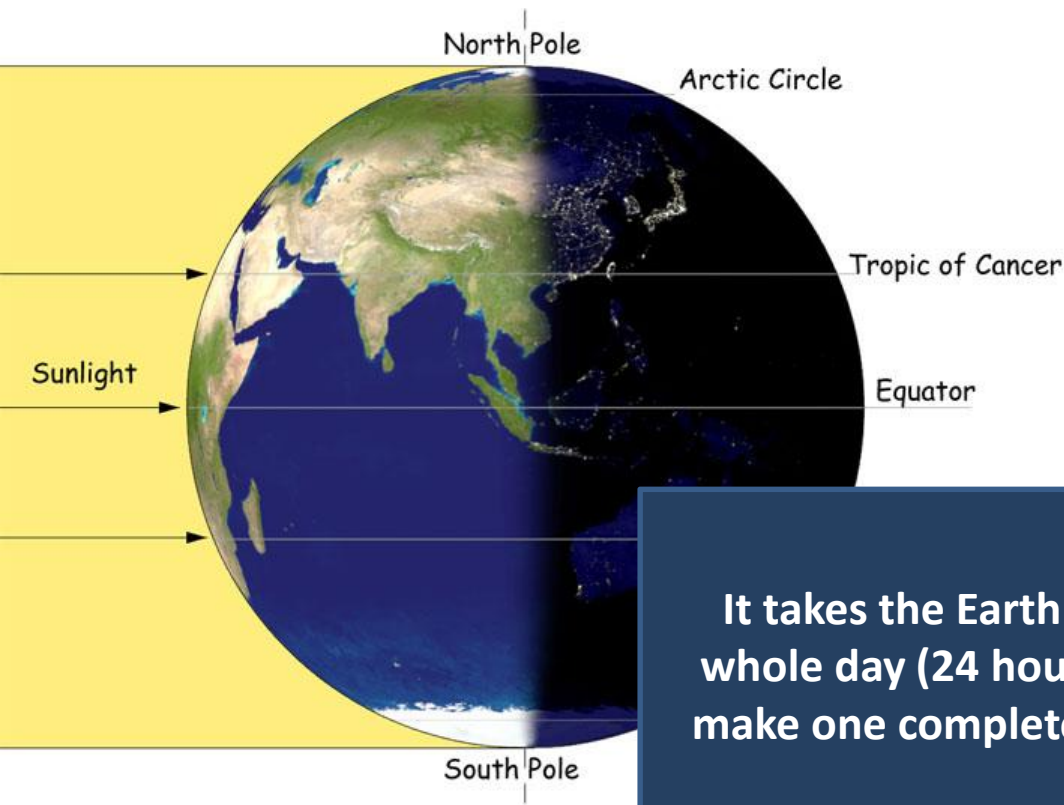 North Pole
Arctic Circle
Tropic of Cancer
Sunlight
Equator
It takes the Earth
whole day (24 hou
make one complet
South Pole